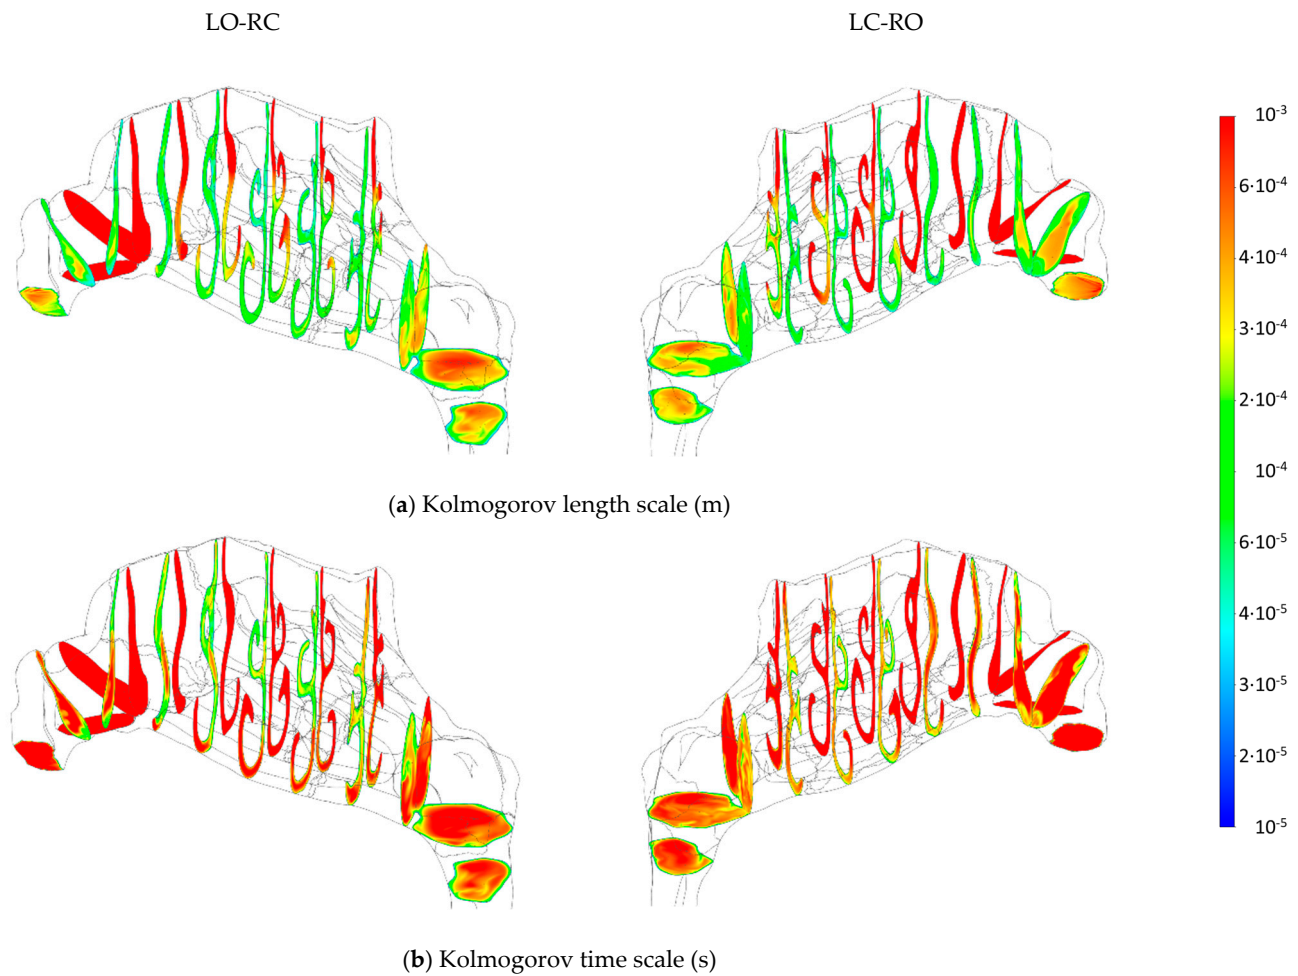 LO-RC
LC-RO
10⁻³
6·10⁻⁴
4·10⁻⁴
3·10⁻⁴
2·10⁻⁴
10⁻⁴
6·10⁻⁵
4·10⁻⁵
3·10⁻⁵
2·10⁻⁵
10⁻⁵
(a) Kolmogorov length scale (m)
(b) Kolmogorov time scale (s)